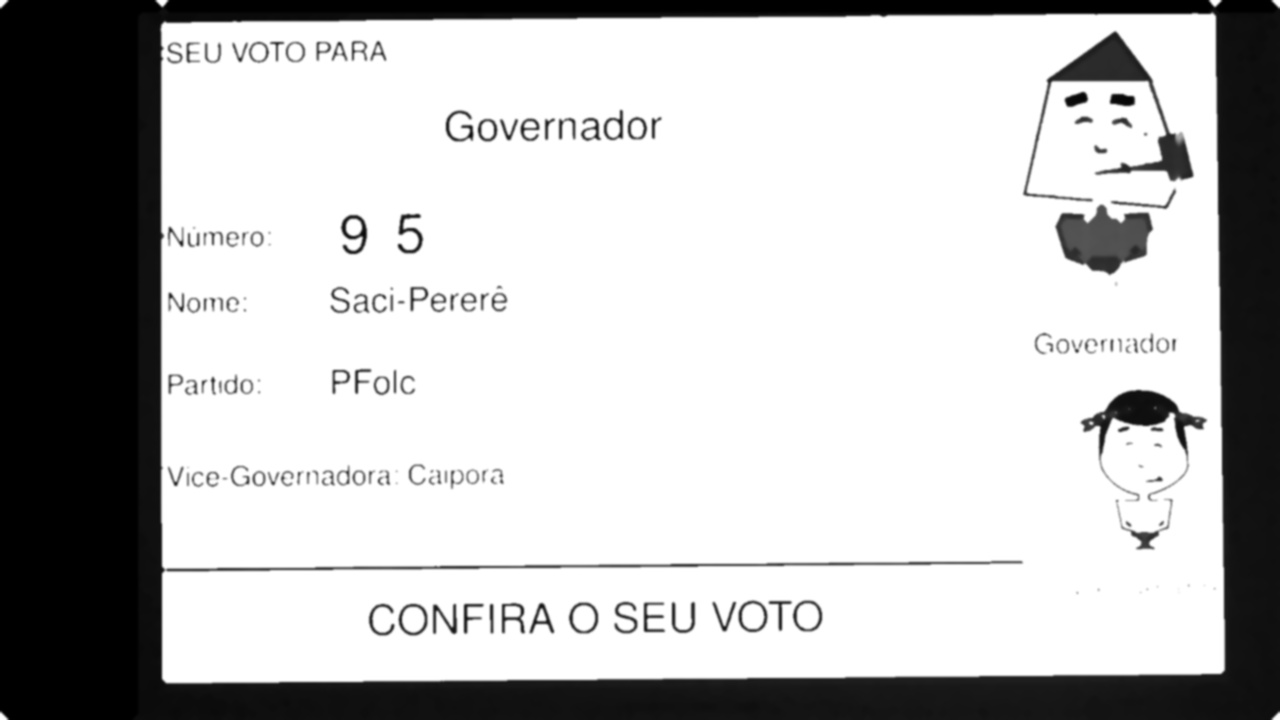 SEU VOTO PARA
Governador
Número: 9 5
Nome: Saci-Pererê
Partido: PFolc
Vice-Governadora: Caipora
Governador
CONFIRA O SEU VOTO